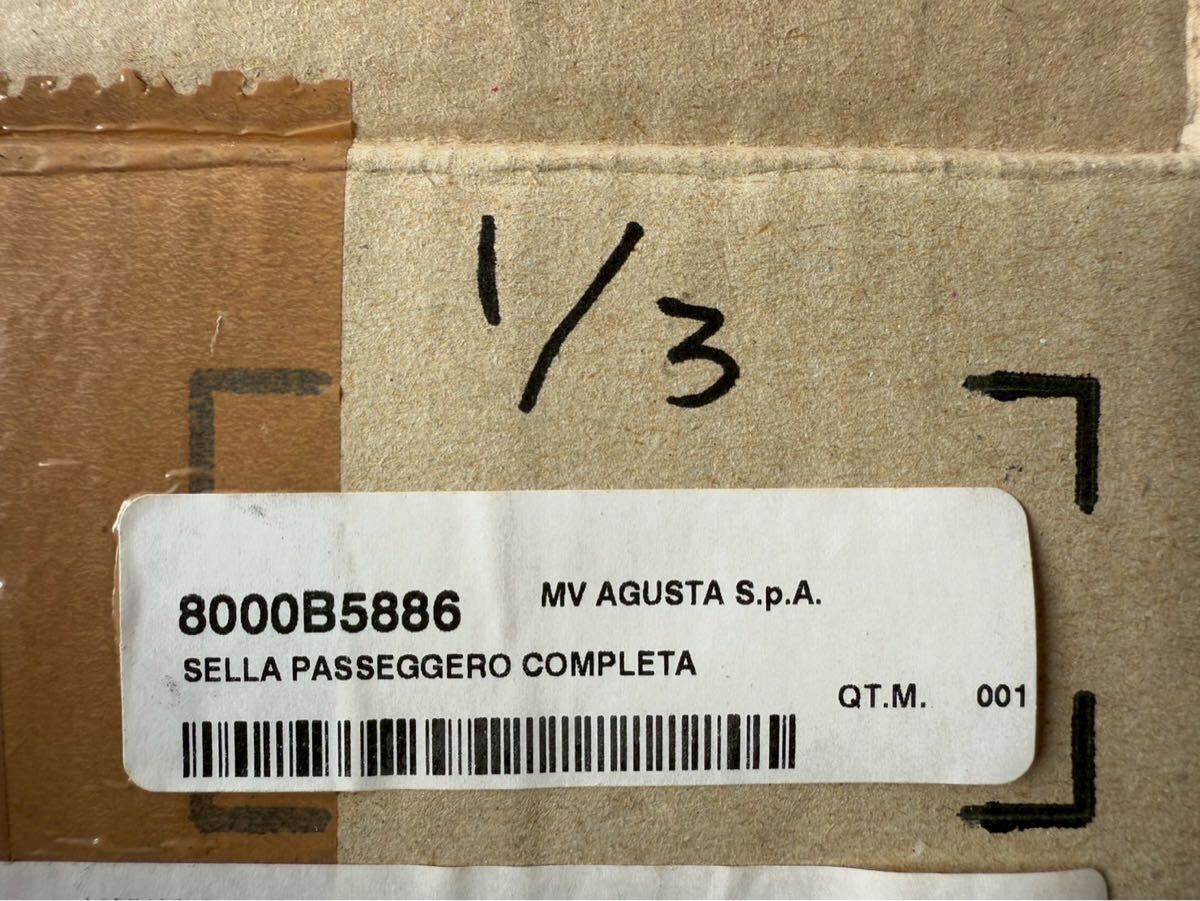 1/3
8000B5886 MV AGUSTA S.p.A.
SELLA PASSEGGERO COMPLETA
QT.M. 001